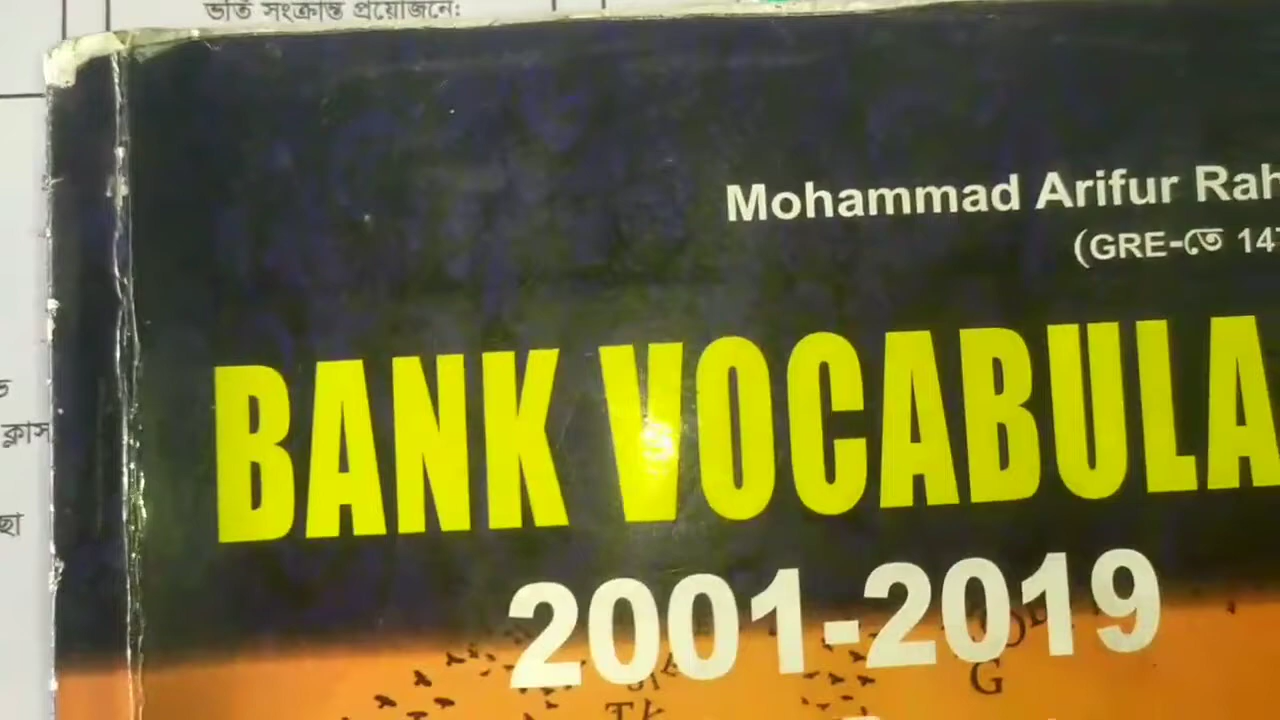 ভর্তি সংক্রান্ত প্রয়োজনে:
Mohammad Arifur Rah
(GRE-তে 14
BANK VOCABULA
2001-2019
G
ক্লাস